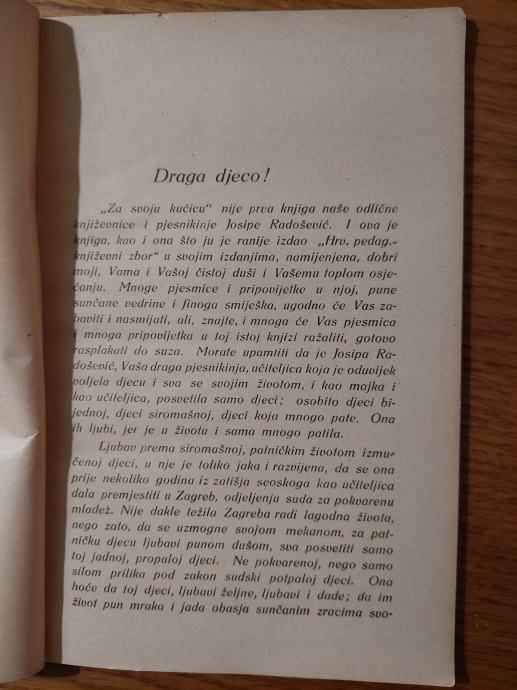 Draga djeco!
„Za svoju kućicu“ nije prva knjiga naše odlične
književnice i pjesnikinje Josipe Radošević. I ova je
knjiga, kao i ona što ju je ranije izdao „Hrv. pedag.-
književni zbor“ u svojim izdanjima, namijenjena, dobri
moji, Vama i Vašoj čistoj duši i Vašemu toplom osje-
ćanju. Mnoge pjesmice i pripovijetke u njoj, pune
sunčane vedrine i finoga smiješka, ugodno će Vas za-
baviti i nasmijati, ali, znajte, i mnoga će Vas pjesmica
i mnoga pripovijetka u toj istoj knjizi ražaliti, gotovo
rasplakati do suza. Morate upamtiti da je Josipa Ra-
došević, Vaša draga pjesnikinja, učiteljica koja je oduvijek
voljela djecu i sva se svojim životom, i kao majka i
kao učiteljica, posvetila samo djeci; osobito djeci bi-
jednoj, djeci siromašnoj, djeci koja mnogo pate. Ona
ih ljubi, jer je u životu i sama mnogo patila.
Ljubav prema siromašnoj, patničkim životom izmu-
čenoj djeci, u nje je toliko jaka i razvijena, da se ona
prije nekoliko godina iz zatišja seoskoga kao učiteljica
dala premjestiti u Zagreb, odjeljenju suda za pokvarenu
mladež. Nije dakle težila Zagreba radi lagodna života,
nego zato, da se uzmogne svojom mekanom, za pat-
ničku djecu ljubavi punom dušom, sva posvetiti samo
toj jadnoj, propaloj djeci. Ne pokvarenoj, nego samo
silom prilika pod zakon sudski potpaloj djeci. Ona
hoće da toj djeci, ljubavi željne, ljubavi i dade; da im
život pun mraka i jada obasja sunčanim zracima svo-